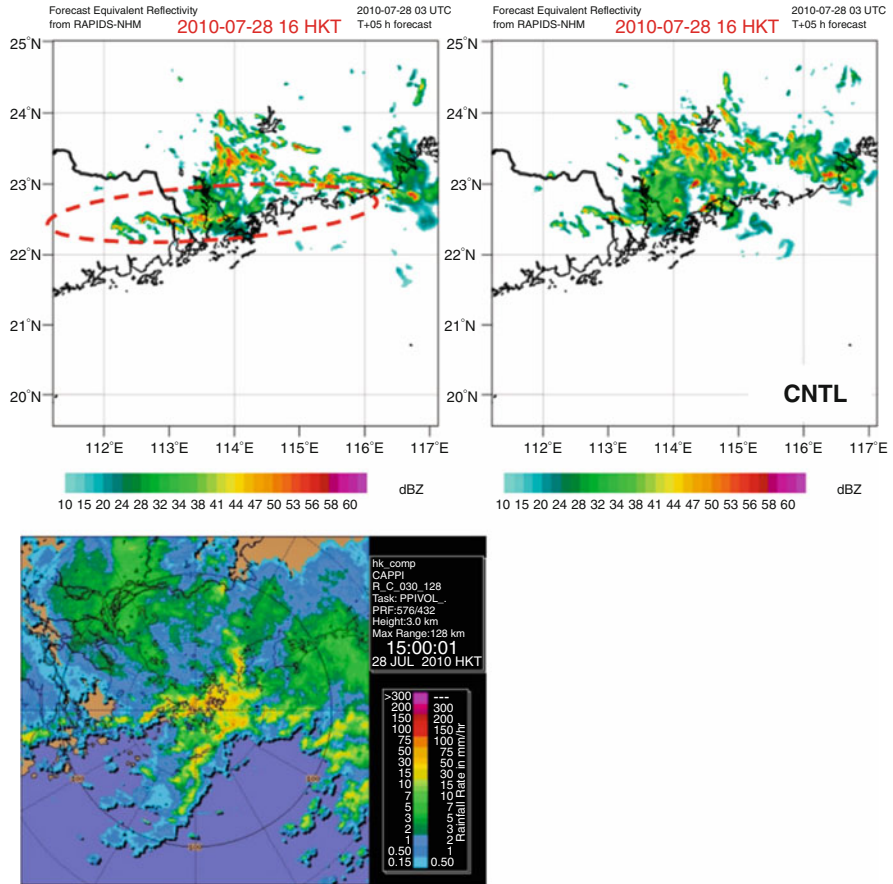 Forecast Equivalent Reflectivity
from RAPIDS-NHM
2010-07-28 16 HKT
2010-07-28 03 UTC
T+05 h forecast
25°N
24°N
23°N
22°N
21°N
20°N
112°E 113°E 114°E 115°E 116°E 117°E
10 15 20 24 28 32 34 38 41 44 47 50 53 56 58 60
dBZ
Forecast Equivalent Reflectivity
from RAPIDS-NHM
2010-07-28 16 HKT
2010-07-28 03 UTC
T+05 h forecast
25°N
24°N
23°N
22°N
21°N
20°N
CNTL
112°E 113°E 114°E 115°E 116°E 117°E
10 15 20 24 28 32 34 38 41 44 47 50 53 56 58 60
dBZ
hk_comp
CAPPI
R_C_030_128
Task: PPIVOL_.
PRF:576/432
Height:3.0 km
Max Range:128 km
15:00:01
28 JUL 2010 HKT
>300 ---
200 300
150 200
100 150
75 100
50 75
30 50
15 30
10 15
7 10
5 7
3 5
2 3
1 2
0.50 1
0.15 0.50
Rainfall Rate in mm/hr